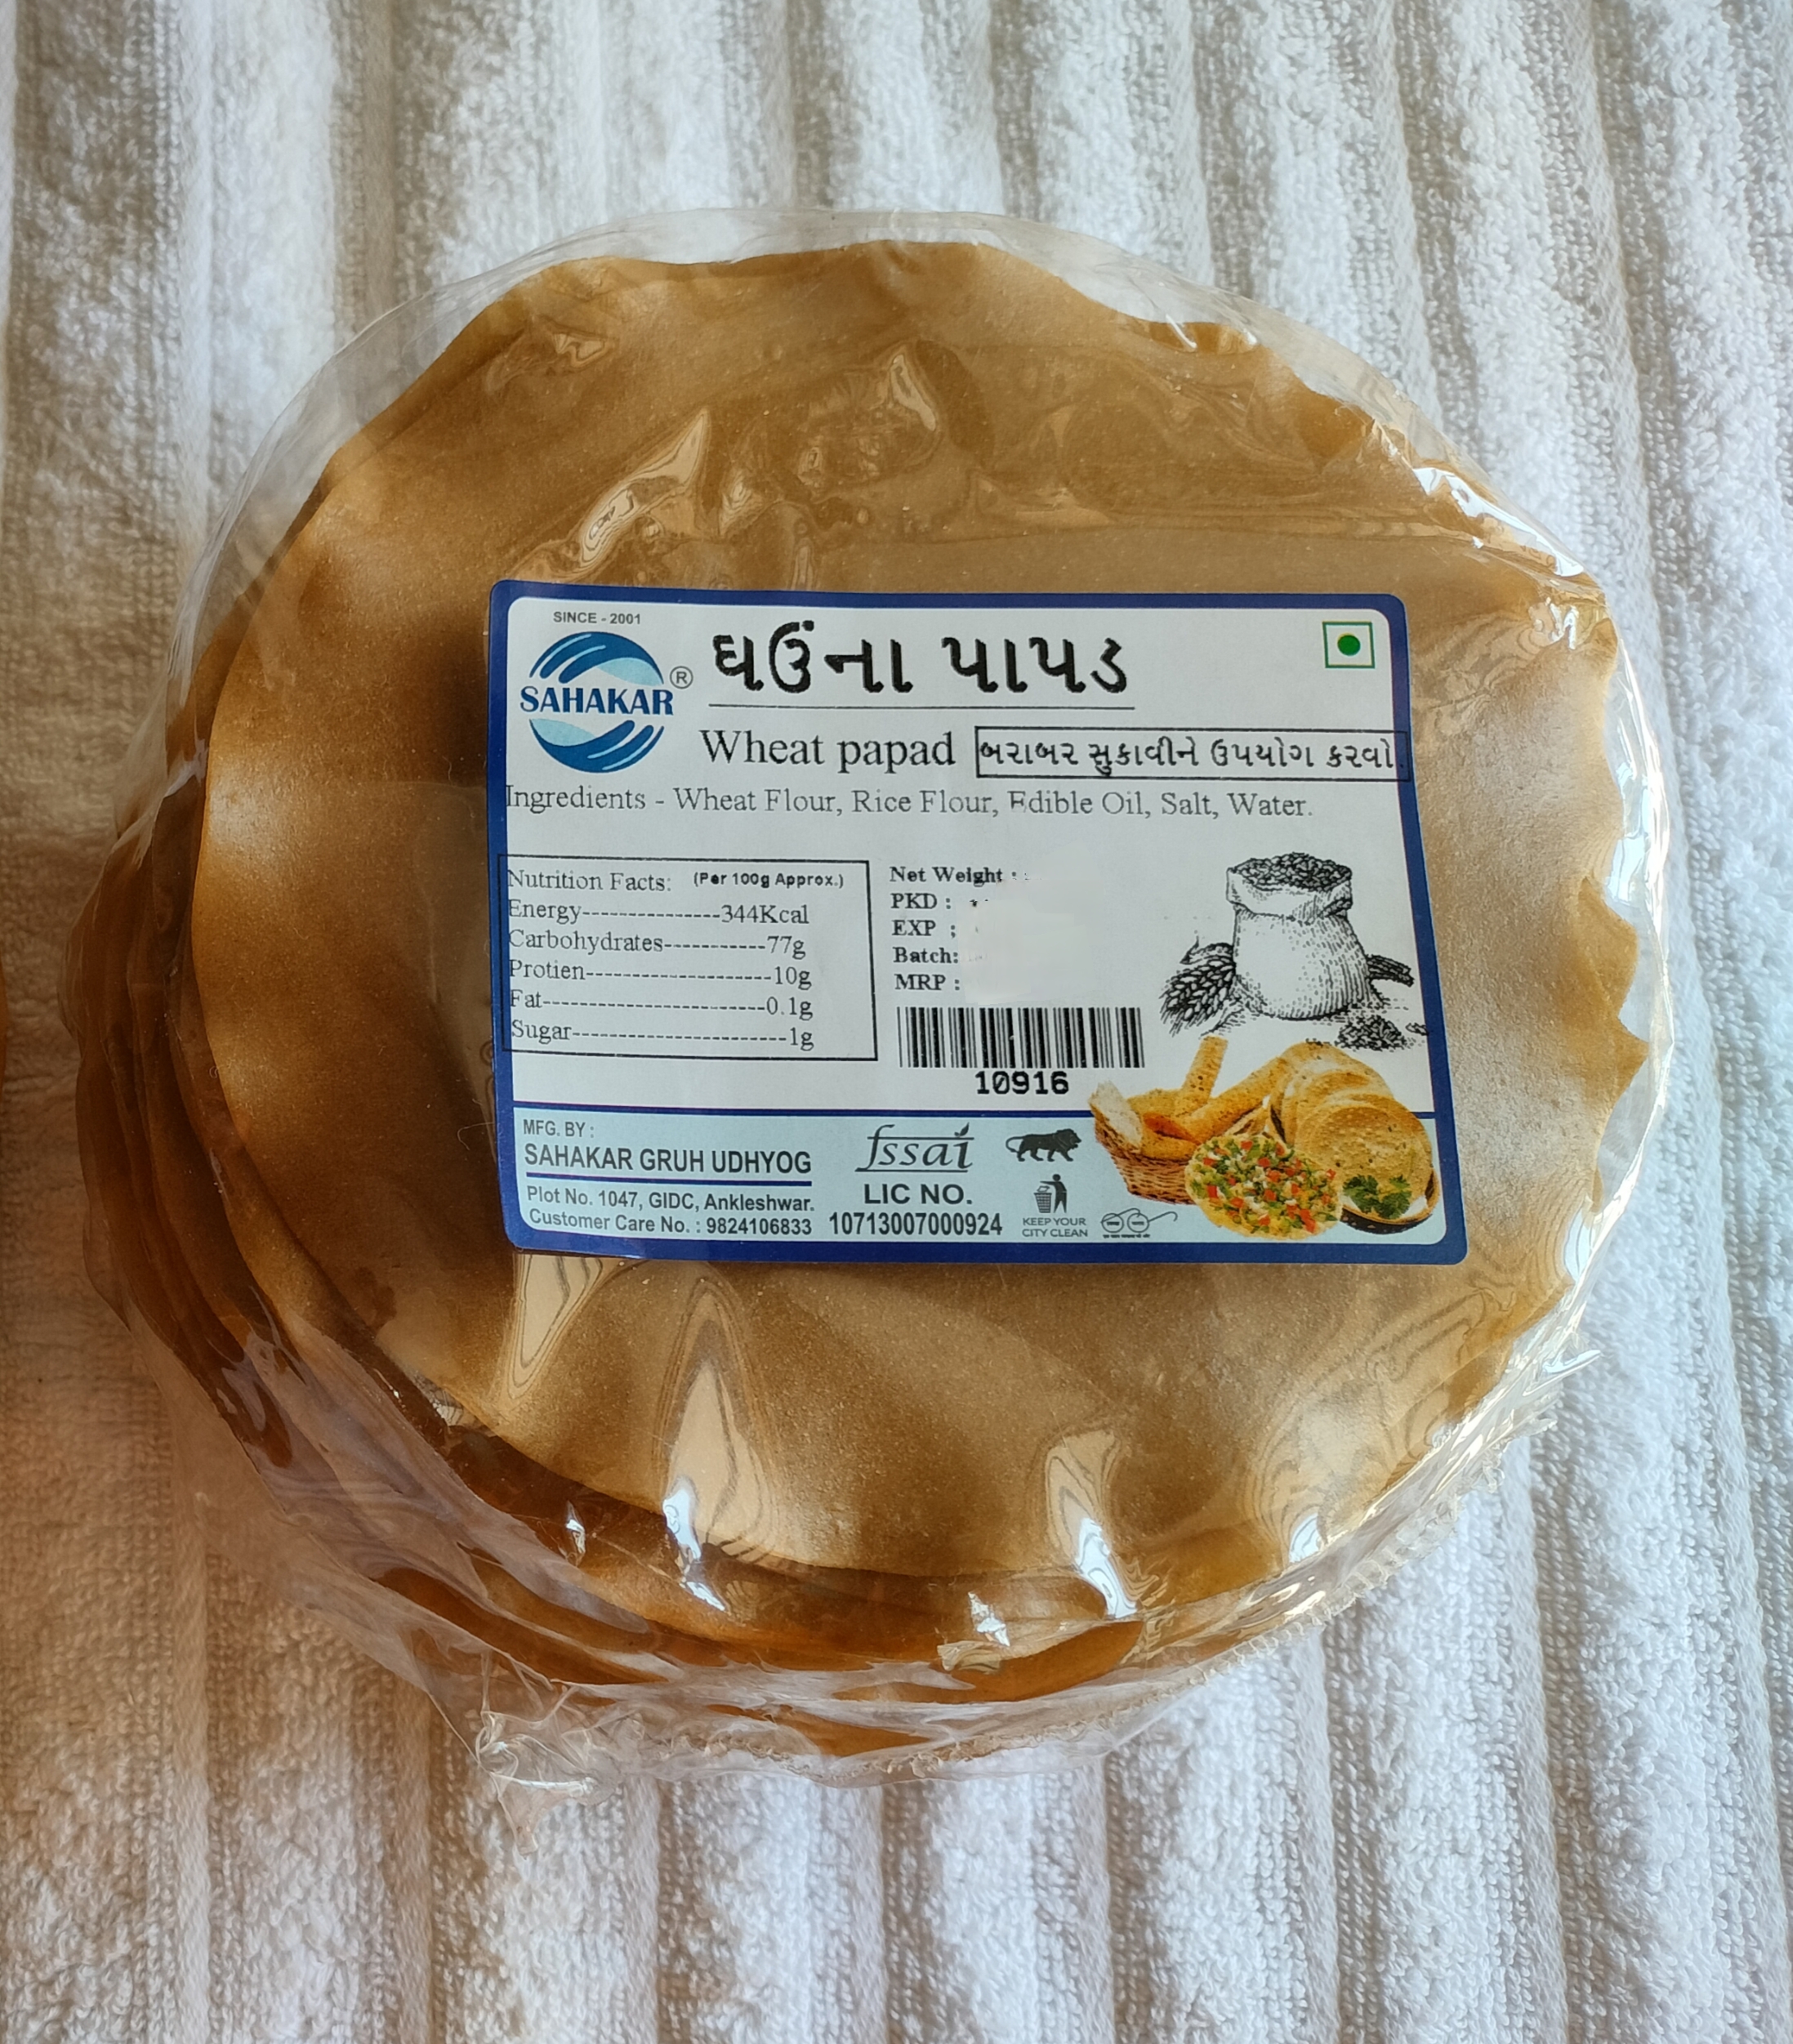 SINCE - 2001
SAHAKAR ®
ઘઉંના પાપડ
Wheat papad
બરાબર સુકાવીને ઉપયોગ કરવો.
Ingredients - Wheat Flour, Rice Flour, Edible Oil, Salt, Water.
Nutrition Facts: (Per 100g Approx.)
Energy---------------344Kcal
Carbohydrates-----------77g
Protien-------------------10g
Fat-----------------------0.1g
Sugar-----------------------1g
Net Weight :
PKD :
EXP :
Batch:
MRP :
10916
MFG. BY :
SAHAKAR GRUH UDHYOG
Plot No. 1047, GIDC, Ankleshwar.
Customer Care No. : 9824106833
fssai
LIC NO.
10713007000924
KEEP YOUR
CITY CLEAN